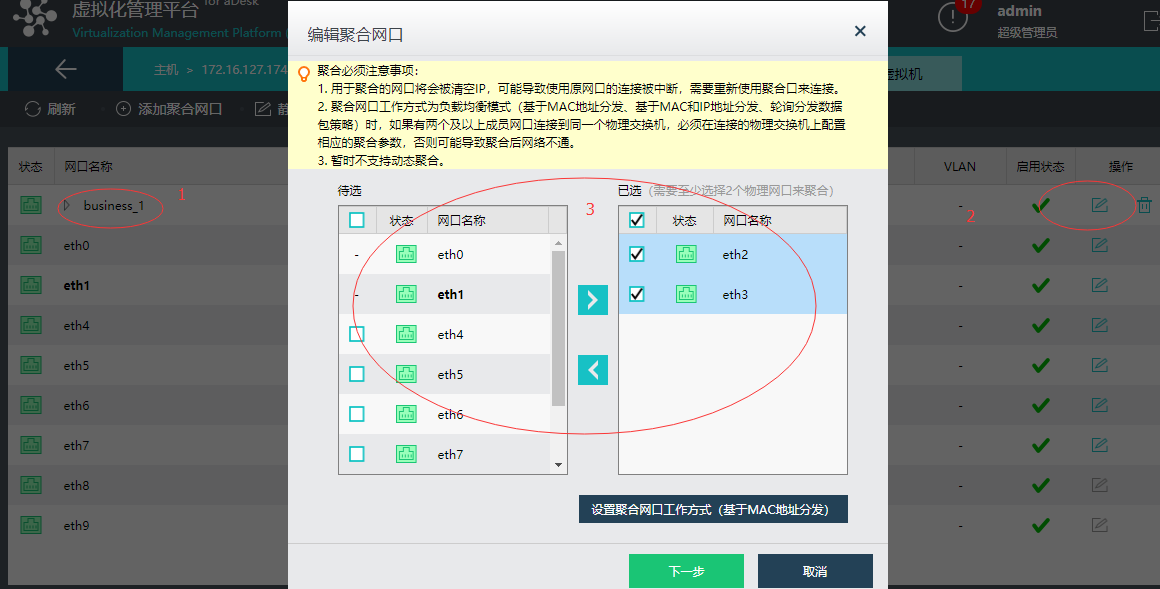 虚拟化管理平台 for aDesk
Virtualization Management Platform
17
admin
超级管理员
主机 > 172.16.127.174
虚拟机
刷新
添加聚合网口
状态 网口名称
VLAN 启用状态 操作
business_1
1
-
2
eth0
-
eth1
-
eth4
-
eth5
-
eth6
-
eth7
-
eth8
-
eth9
-
编辑聚合网口
聚合必须注意事项：
1. 用于聚合的网口将会被清空IP，可能导致使用原网口的连接被中断，需要重新使用聚合口来连接。
2. 聚合网口工作方式为负载均衡模式（基于MAC地址分发、基于MAC和IP地址分发、轮询分发数据
包策略）时，如果有两个及以上成员网口连接到同一个物理交换机，必须在连接的物理交换机上配置
相应的聚合参数，否则可能导致聚合后网络不通。
3. 暂时不支持动态聚合。
待选
状态 网口名称
- eth0
- eth1
eth4
eth5
eth6
eth7
3
已选（需要至少选择2个物理网口来聚合）
状态 网口名称
eth2
eth3
设置聚合网口工作方式（基于MAC地址分发）
下一步
取消